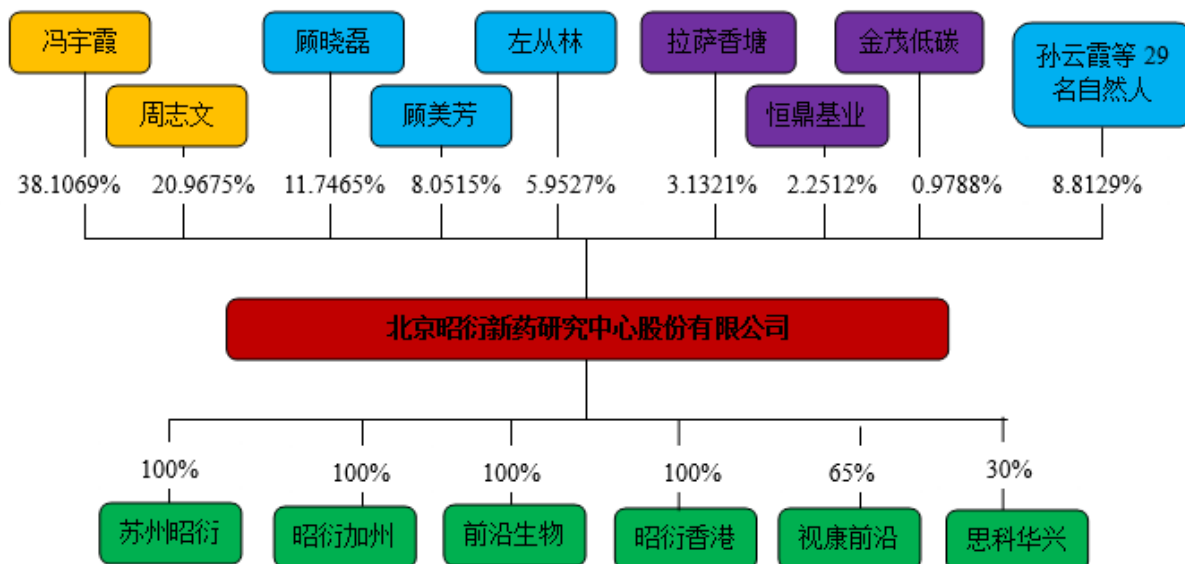 冯宇霞
顾晓磊
左从林
拉萨香塘
金茂低碳
孙云霞等 29
名自然人
周志文
顾美芳
恒鼎基业
38.1069%
20.9675%
11.7465%
8.0515%
5.9527%
3.1321%
2.2512%
0.9788%
8.8129%
北京昭衍新药研究中心股份有限公司
100%
100%
100%
100%
65%
30%
苏州昭衍
昭衍加州
前沿生物
昭衍香港
视康前沿
思科华兴